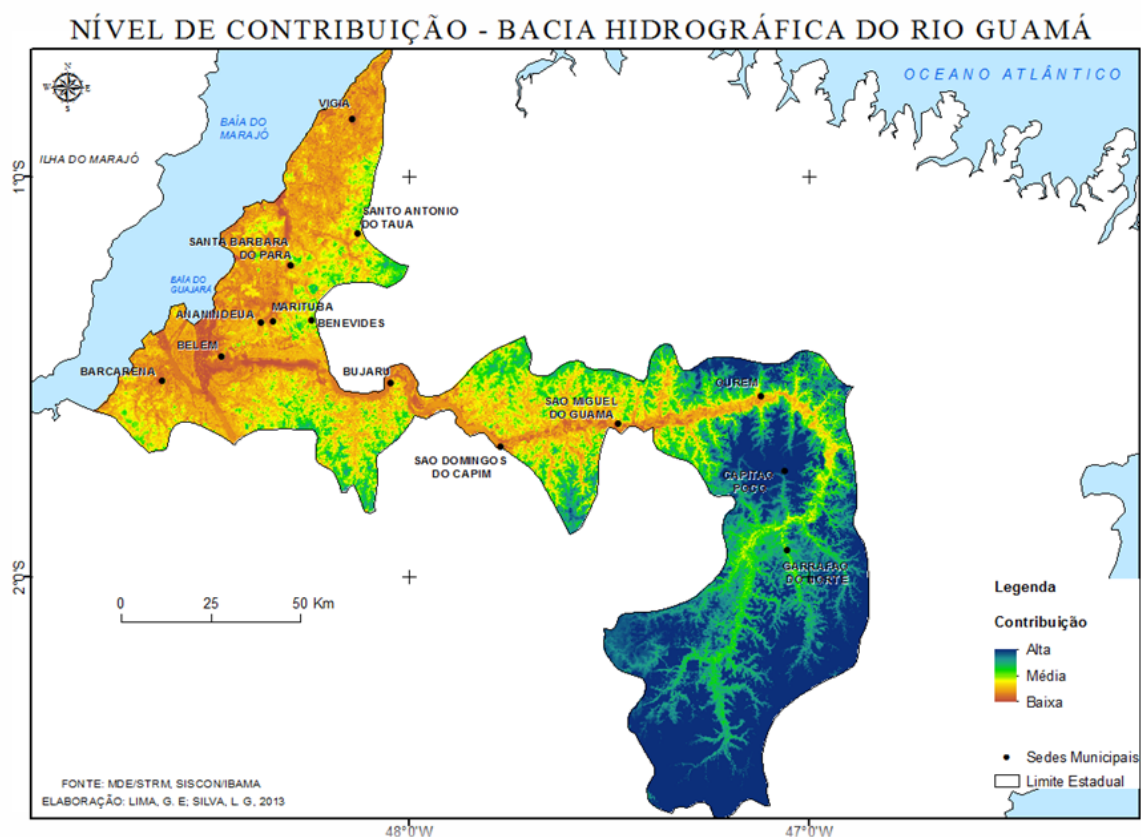 NÍVEL DE CONTRIBUIÇÃO - BACIA HIDROGRÁFICA DO RIO GUAMÁ
N
W E
S
OCEANO ATLÂNTICO
VIGIA
BAÍA DO
MARAJÓ
ILHA DO MARAJÓ
1°0'S
SANTO ANTONIO
DO TAUA
SANTA BARBARA
DO PARA
BAÍA DO
GUAJARÁ
ANANINDEUA
MARITUBA
BENEVIDES
BELEM
BARCARENA
BUJARU
OUREM
SAO MIGUEL
DO GUAMA
SAO DOMINGOS
DO CAPIM
CAPITAO
POCO
GARRAFAO
DO NORTE
2°0'S
0 25 50 Km
Legenda
Contribuição
Alta
Média
Baixa
Sedes Municipais
Limite Estadual
FONTE: MDE/STRM, SISCON/IBAMA
ELABORAÇÃO: LIMA, G. E; SILVA, L. G, 2013
48°0'W 47°0'W